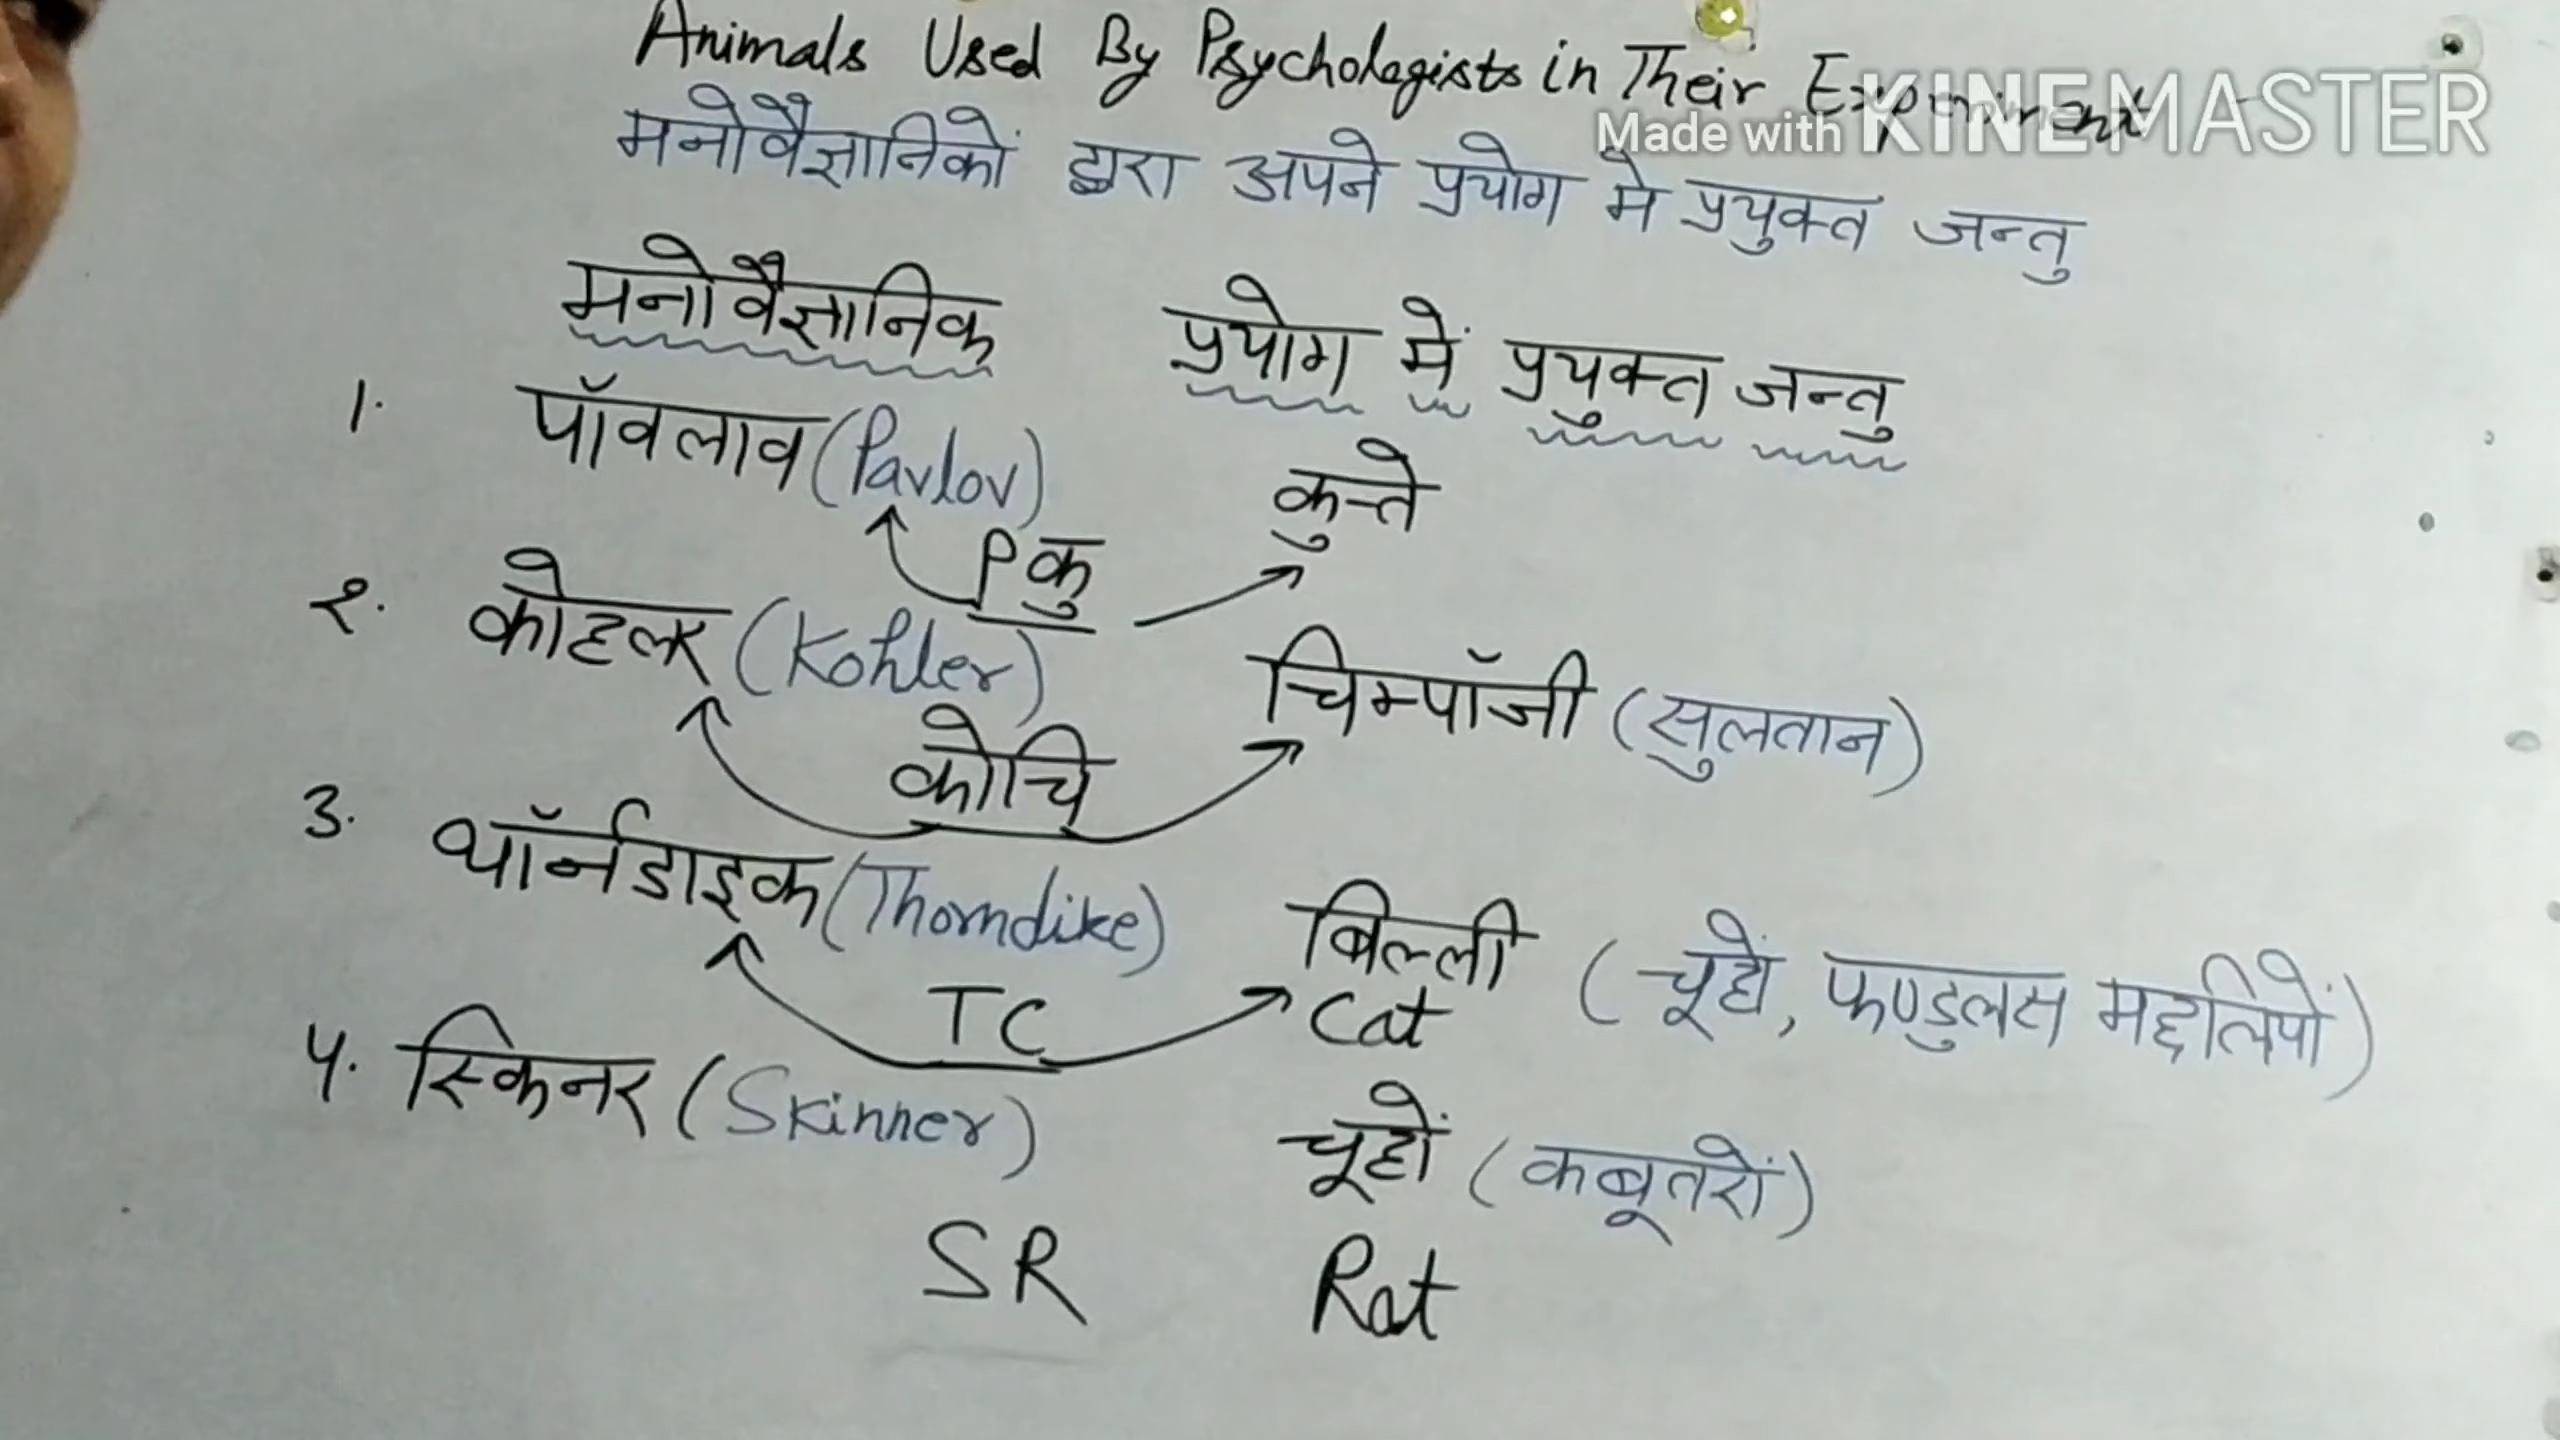 Animals Used By Psychologists in Their Experiment
Made with KINEMASTER
मनोवैज्ञानिकों द्वारा अपने प्रयोग मे प्रयुक्त जन्तु
मनोवैज्ञानिक प्रयोग में प्रयुक्त जन्तु
1. पॉवलाव (Pavlov) कुत्ते
P कु
२. कोहलर (Kohler) चिम्पॉजी (सुलतान)
कोचि
3. थॉर्नडाइक (Thorndike) बिल्ली (चूहों, फण्डुलस मछलियों)
TC Cat
4. स्किनर (Skinner) चूहों (कबूतरों)
SR Rat